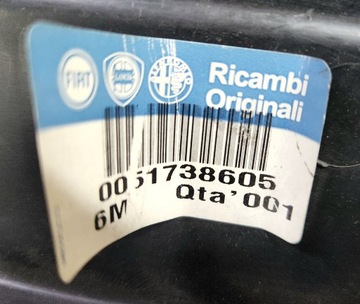 FIAT
Ricambi
Originali
0051738605
6M Qta'001